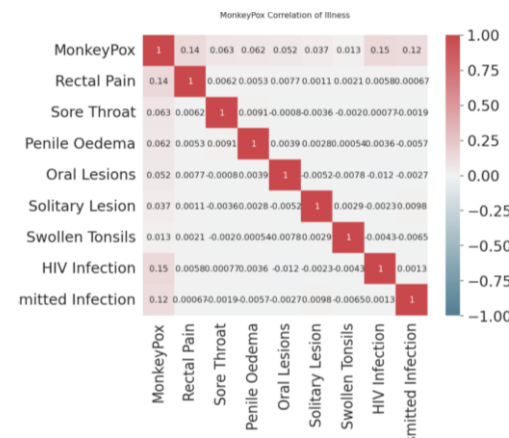 MonkeyPox Correlation of Illness
MonkeyPox 1 0.14 0.063 0.062 0.052 0.037 0.013 0.15 0.12
Rectal Pain 0.14 1 0.0062 0.0053 0.0077 0.0011 0.0021 0.0058 0.00067
Sore Throat 0.063 0.0062 1 0.0091 -0.0008 -0.0036 -0.002 0.00077 -0.0019
Penile Oedema 0.062 0.0053 0.0091 1 0.0039 0.0028 0.00054 0.0036 -0.0057
Oral Lesions 0.052 0.0077 -0.0008 0.0039 1 -0.0052 -0.0078 -0.012 -0.0027
Solitary Lesion 0.037 0.0011 -0.0036 0.0028 -0.0052 1 0.0029 -0.0023 0.0098
Swollen Tonsils 0.013 0.0021 -0.002 0.00054 -0.0078 0.0029 1 -0.0043 -0.0065
HIV Infection 0.15 0.0058 0.00077 0.0036 -0.012 -0.0023 -0.0043 1 0.0013
mitted Infection 0.12 0.00067 -0.0019 -0.0057 -0.0027 0.0098 -0.0065 0.0013 1
MonkeyPox
Rectal Pain
Sore Throat
Penile Oedema
Oral Lesions
Solitary Lesion
Swollen Tonsils
HIV Infection
smitted Infection
1.00
0.75
0.50
0.25
0.00
−0.25
−0.50
−0.75
−1.00